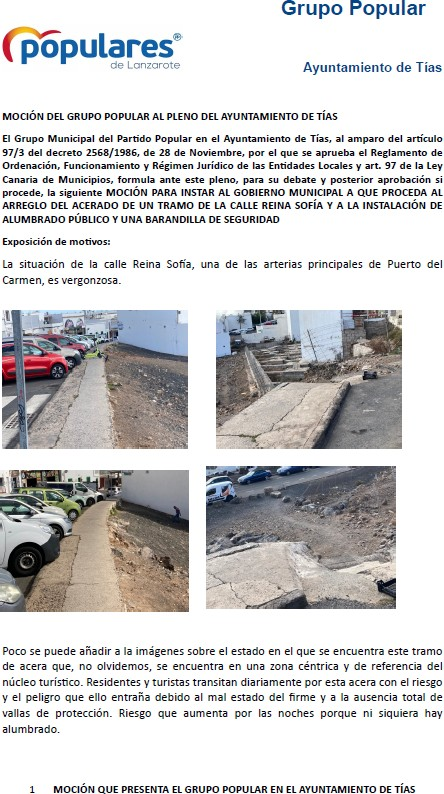 Grupo Popular
populares®
de Lanzarote
Ayuntamiento de Tías
MOCIÓN DEL GRUPO POPULAR AL PLENO DEL AYUNTAMIENTO DE TÍAS
El Grupo Municipal del Partido Popular en el Ayuntamiento de Tías, al amparo del artículo
97/3 del decreto 2568/1986, de 28 de Noviembre, por el que se aprueba el Reglamento de
Ordenación, Funcionamiento y Régimen Jurídico de las Entidades Locales y art. 97 de la Ley
Canaria de Municipios, formula ante este pleno, para su debate y posterior aprobación si
procede, la siguiente MOCIÓN PARA INSTAR AL GOBIERNO MUNICIPAL A QUE PROCEDA AL
ARREGLO DEL ACERADO DE UN TRAMO DE LA CALLE REINA SOFÍA Y A LA INSTALACIÓN DE
ALUMBRADO PÚBLICO Y UNA BARANDILLA DE SEGURIDAD
Exposición de motivos:
La situación de la calle Reina Sofía, una de las arterias principales de Puerto del
Carmen, es vergonzosa.
Poco se puede añadir a la imágenes sobre el estado en el que se encuentra este tramo
de acera que, no olvidemos, se encuentra en una zona céntrica y de referencia del
núcleo turístico. Residentes y turistas transitan diariamente por esta acera con el riesgo
y el peligro que ello entraña debido al mal estado del firme y a la ausencia total de
vallas de protección. Riesgo que aumenta por las noches porque ni siquiera hay
alumbrado.
1 MOCIÓN QUE PRESENTA EL GRUPO POPULAR EN EL AYUNTAMIENTO DE TÍAS